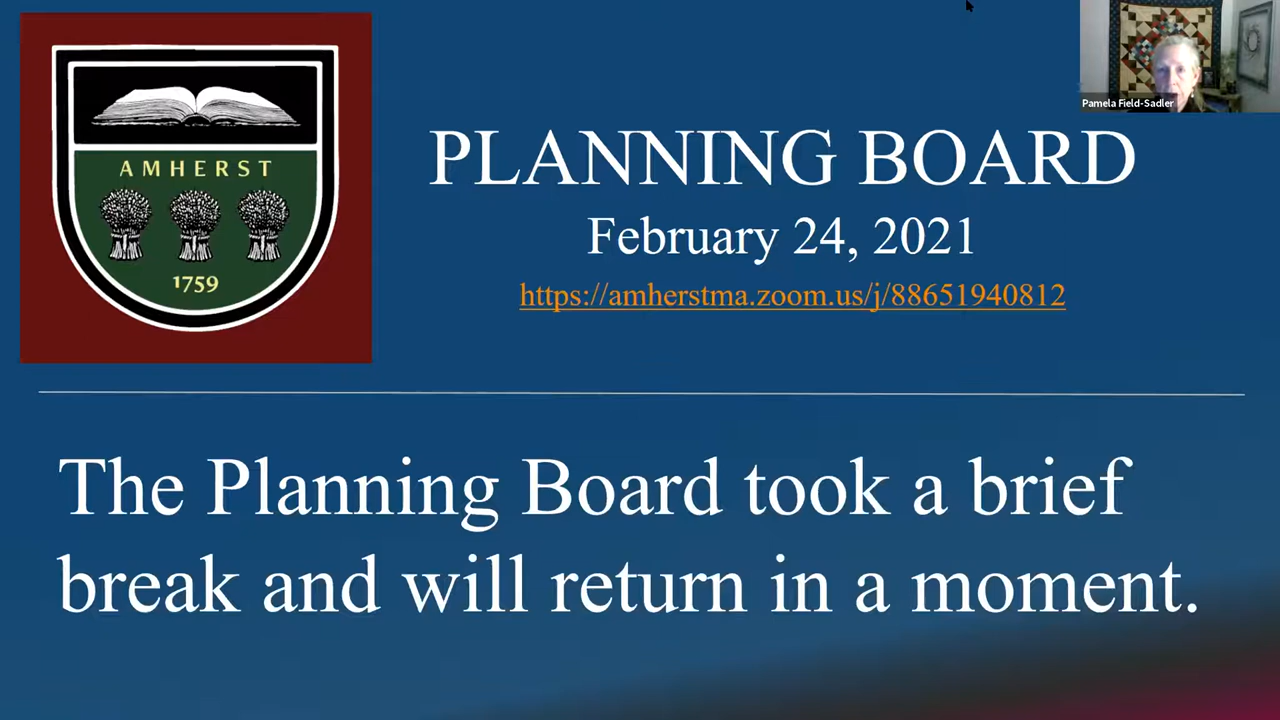 AMHERST
1759
Pamela Field-Sadler
PLANNING BOARD
February 24, 2021
https://amherstma.zoom.us/j/88651940812
The Planning Board took a brief
break and will return in a moment.